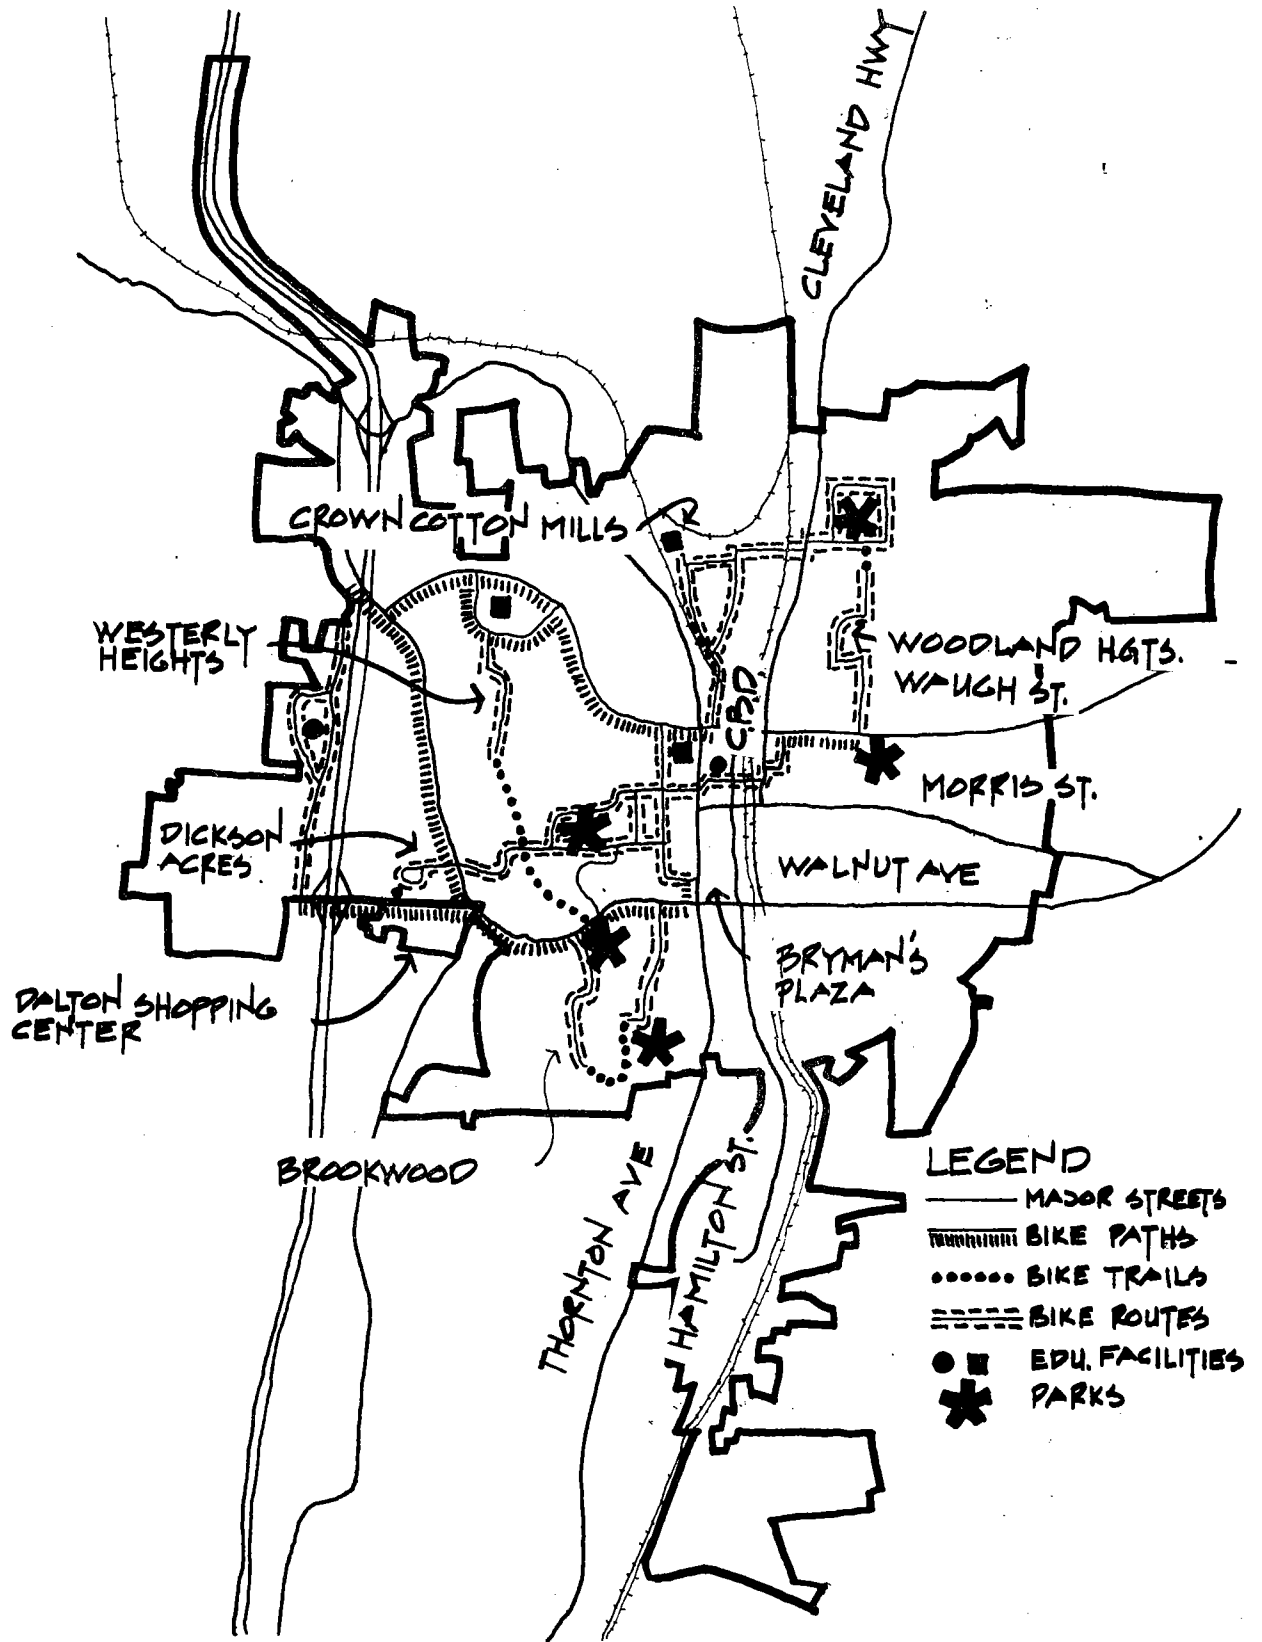 CLEVELAND HWY
CROWN COTTON MILLS
WESTERLY
HEIGHTS
WOODLAND HGTS.
WAUGH ST.
C.B.D
MORRIS ST.
DICKSON
ACRES
WALNUT AVE
BRYMAN'S
PLAZA
DALTON SHOPPING
CENTER
BROOKWOOD
THORNTON AVE
HAMILTON ST.
LEGEND
MAJOR STREETS
BIKE PATHS
BIKE TRAILS
BIKE ROUTES
EDU. FACILITIES
PARKS